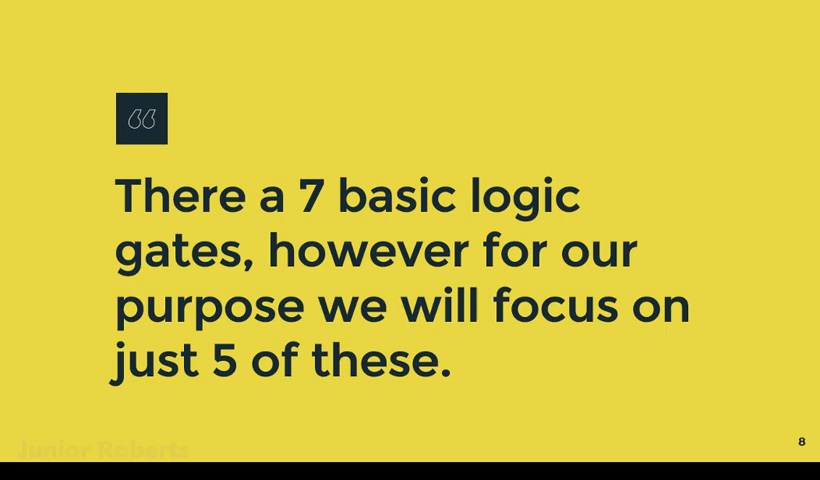 “
There a 7 basic logic
gates, however for our
purpose we will focus on
just 5 of these.
8
Junior Roberts